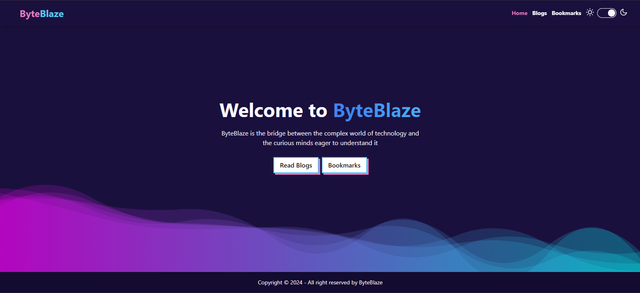 ByteBlaze
Home Blogs Bookmarks
Welcome to ByteBlaze
ByteBlaze is the bridge between the complex world of technology and
the curious minds eager to understand it
Read Blogs Bookmarks
Copyright © 2024 - All right reserved by ByteBlaze